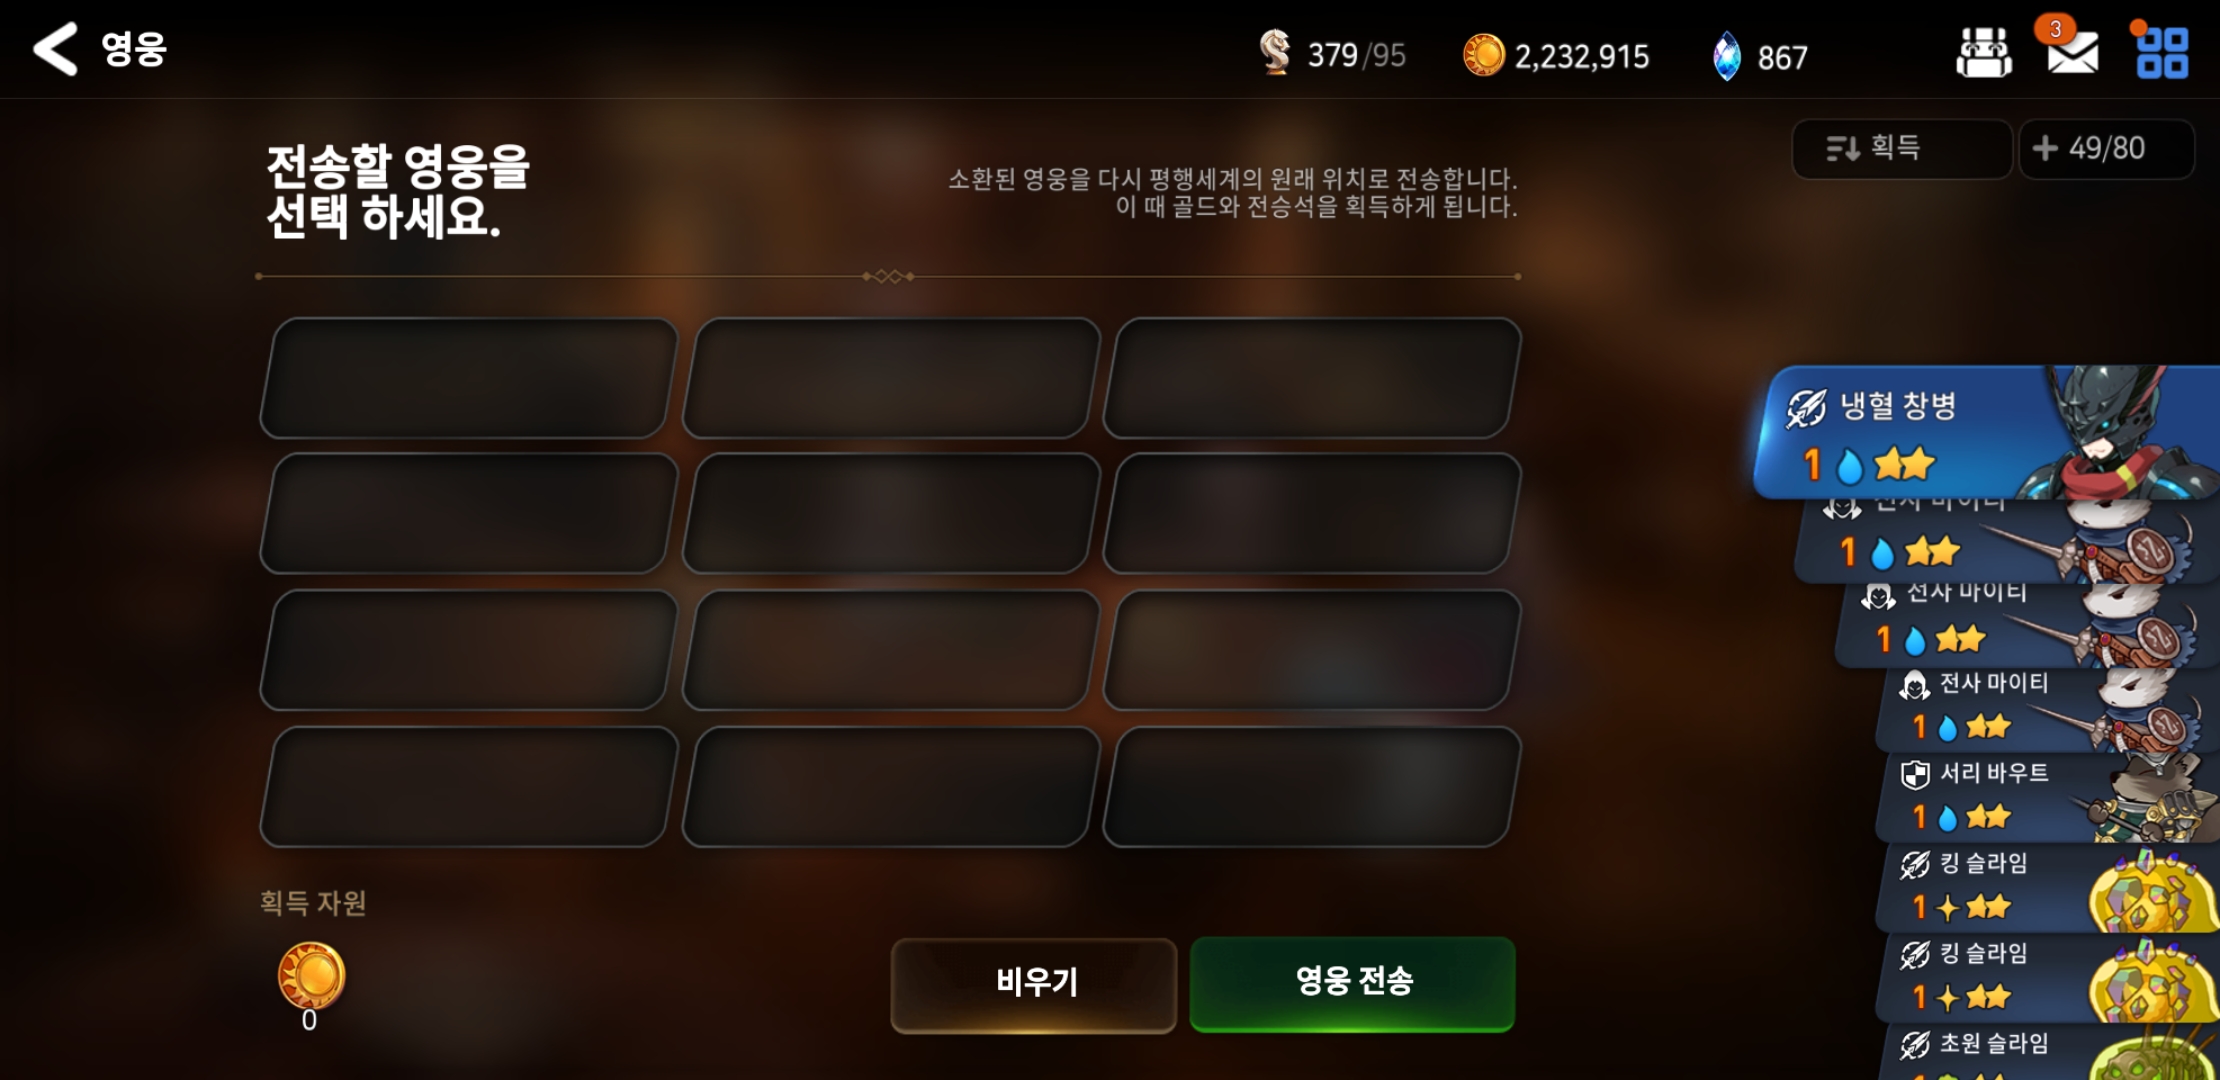 영웅
379/95
2,232,915
867
3
전송할 영웅을
선택 하세요.
소환된 영웅을 다시 평행세계의 원래 위치로 전송합니다.
이 때 골드와 전승석을 획득하게 됩니다.
획득
49/80
냉혈 창병
1
전사 마이티
1
전사 마이티
1
전사 마이티
1
서리 바우트
1
킹 슬라임
1
킹 슬라임
1
초원 슬라임
획득 자원
0
비우기
영웅 전송